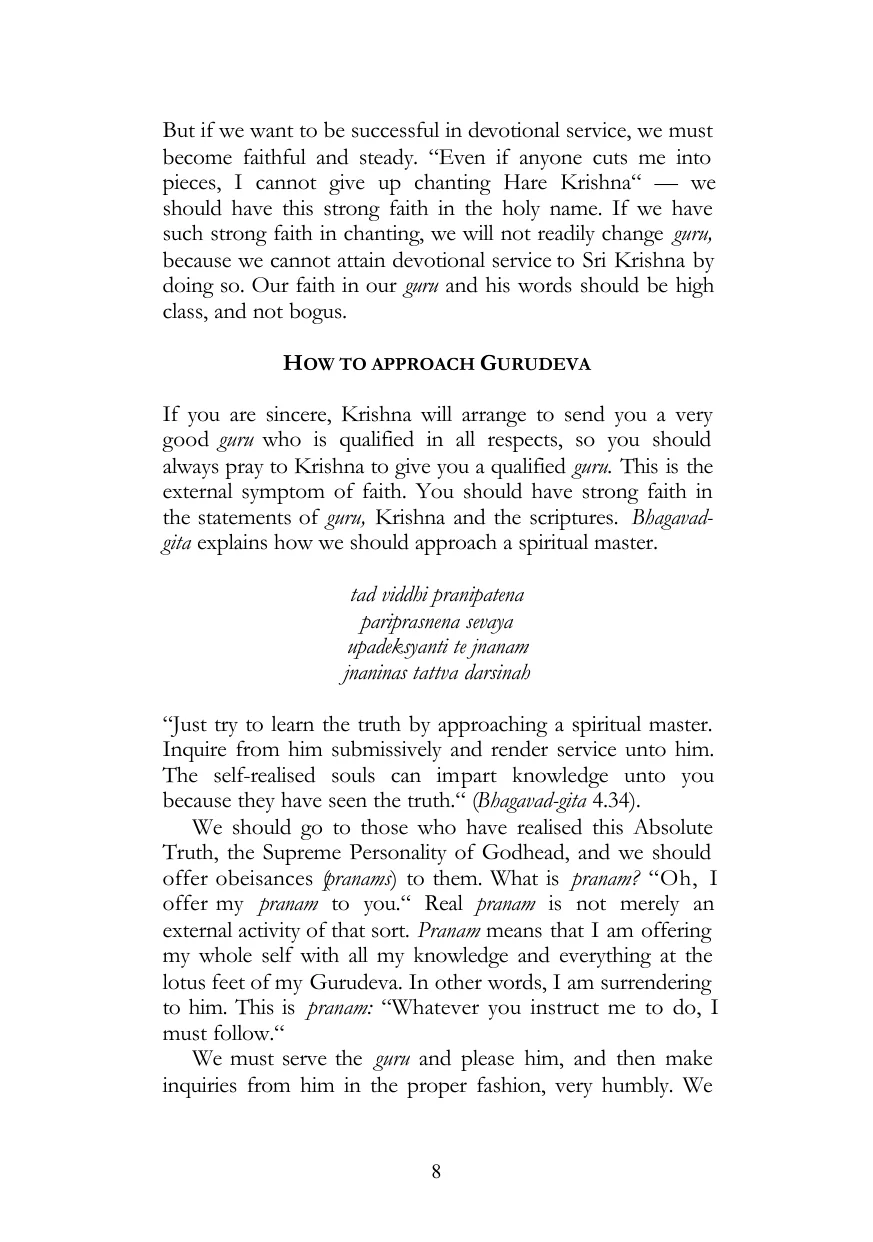 But if we want to be successful in devotional service, we must
become faithful and steady. “Even if anyone cuts me into
pieces, I cannot give up chanting Hare Krishna“ — we
should have this strong faith in the holy name. If we have
such strong faith in chanting, we will not readily change guru,
because we cannot attain devotional service to Sri Krishna by
doing so. Our faith in our guru and his words should be high
class, and not bogus.
HOW TO APPROACH GURUDEVA
If you are sincere, Krishna will arrange to send you a very
good guru who is qualified in all respects, so you should
always pray to Krishna to give you a qualified guru. This is the
external symptom of faith. You should have strong faith in
the statements of guru, Krishna and the scriptures. Bhagavad-
gita explains how we should approach a spiritual master.
tad viddhi pranipatena
pariprasnena sevaya
upadeksyanti te jnanam
jnaninas tattva darsinah
“Just try to learn the truth by approaching a spiritual master.
Inquire from him submissively and render service unto him.
The self-realised souls can impart knowledge unto you
because they have seen the truth.“ (Bhagavad-gita 4.34).
We should go to those who have realised this Absolute
Truth, the Supreme Personality of Godhead, and we should
offer obeisances (pranams) to them. What is pranam? “Oh, I
offer my pranam to you.“ Real pranam is not merely an
external activity of that sort. Pranam means that I am offering
my whole self with all my knowledge and everything at the
lotus feet of my Gurudeva. In other words, I am surrendering
to him. This is pranam: “Whatever you instruct me to do, I
must follow.“
We must serve the guru and please him, and then make
inquiries from him in the proper fashion, very humbly. We
8